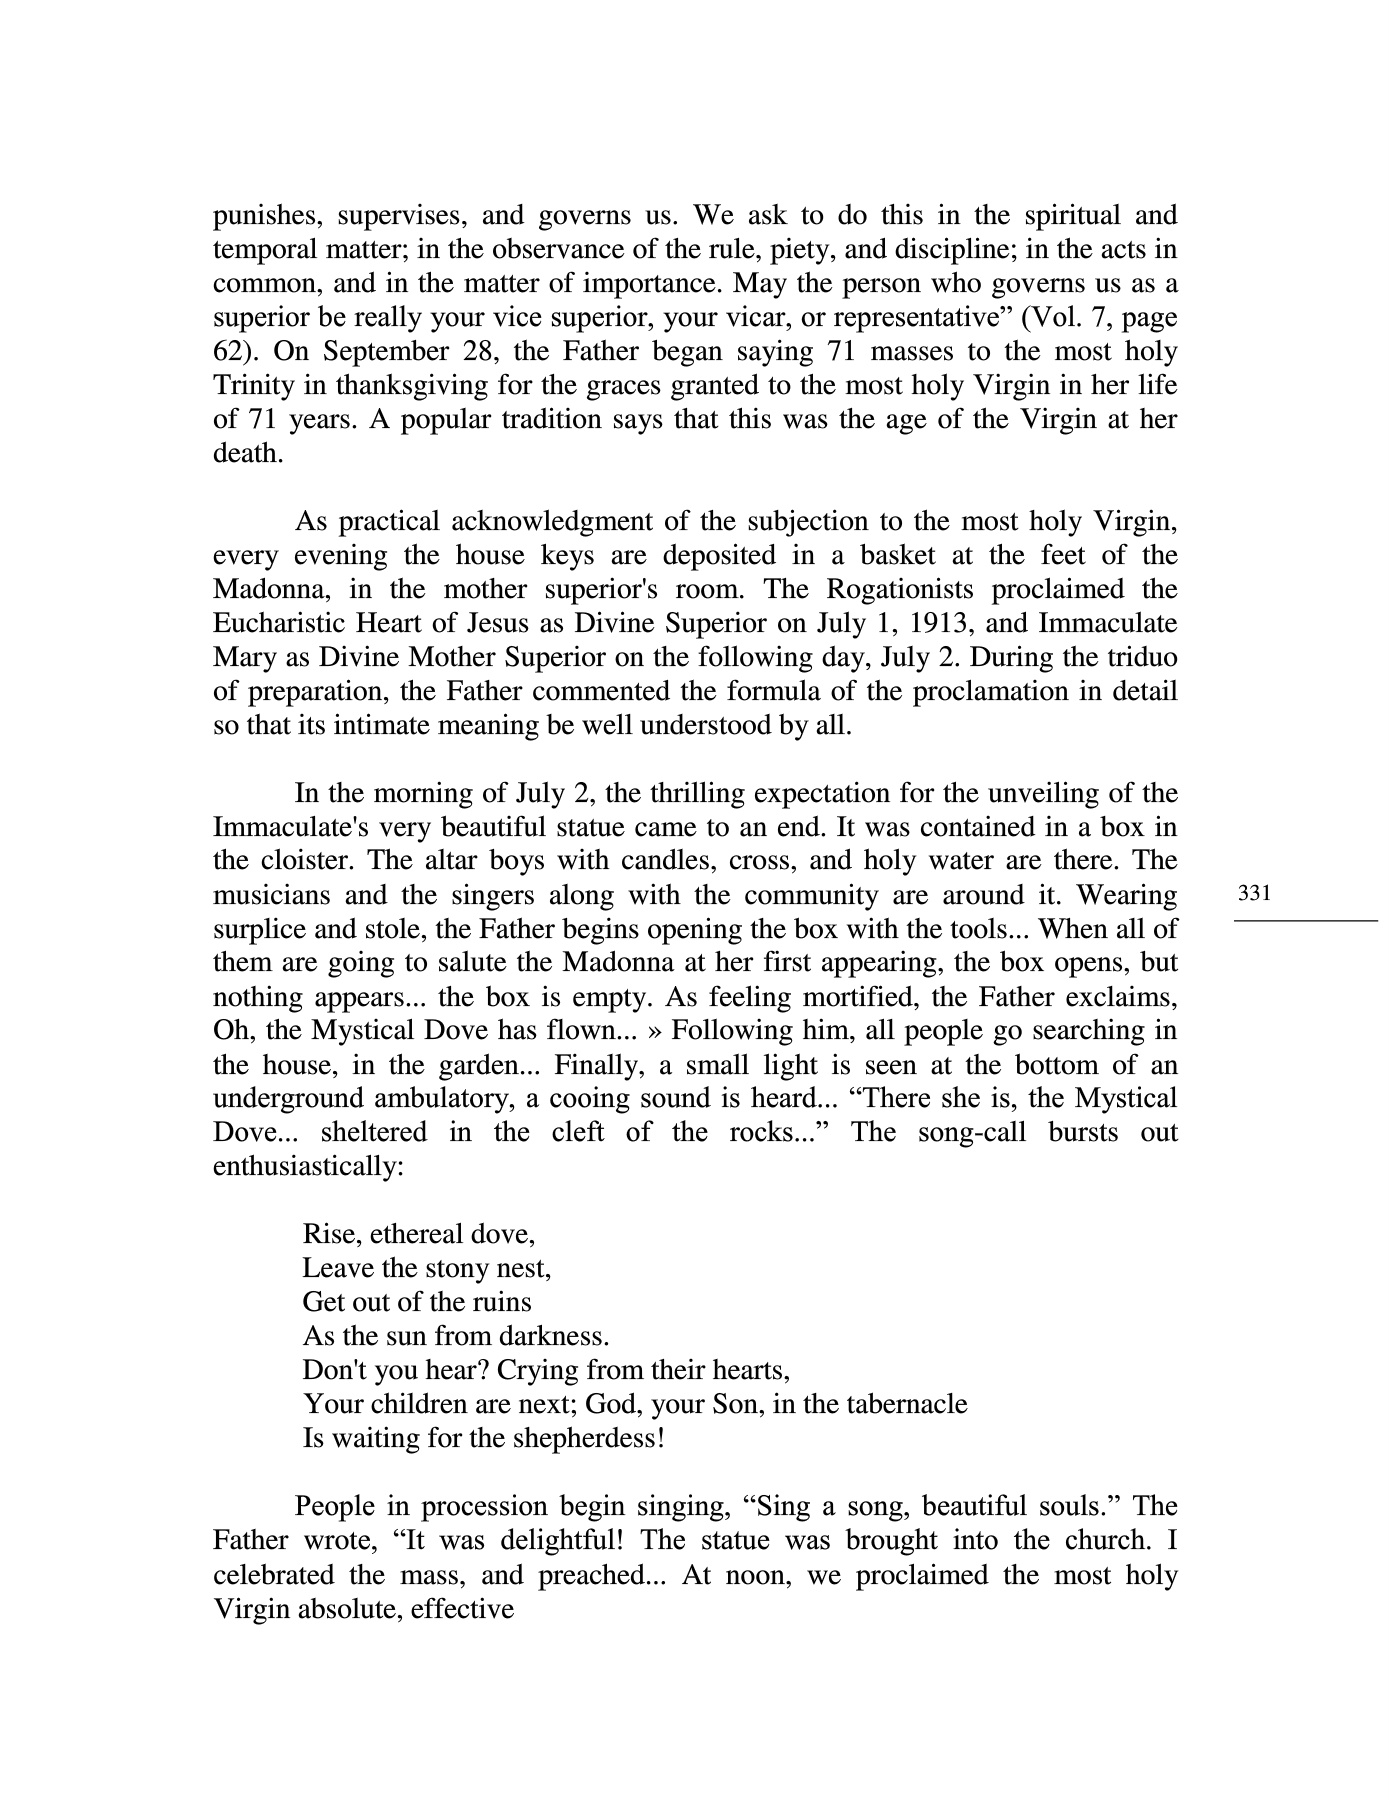 punishes, supervises, and governs us. We ask to do this in the spiritual and
temporal matter; in the observance of the rule, piety, and discipline; in the acts in
common, and in the matter of importance. May the person who governs us as a
superior be really your vice superior, your vicar, or representative” (Vol. 7, page
62). On September 28, the Father began saying 71 masses to the most holy
Trinity in thanksgiving for the graces granted to the most holy Virgin in her life
of 71 years. A popular tradition says that this was the age of the Virgin at her
death.
As practical acknowledgment of the subjection to the most holy Virgin,
every evening the house keys are deposited in a basket at the feet of the
Madonna, in the mother superior's room. The Rogationists proclaimed the
Eucharistic Heart of Jesus as Divine Superior on July 1, 1913, and Immaculate
Mary as Divine Mother Superior on the following day, July 2. During the triduo
of preparation, the Father commented the formula of the proclamation in detail
so that its intimate meaning be well understood by all.
In the morning of July 2, the thrilling expectation for the unveiling of the
Immaculate's very beautiful statue came to an end. It was contained in a box in
the cloister. The altar boys with candles, cross, and holy water are there. The
musicians and the singers along with the community are around it. Wearing
surplice and stole, the Father begins opening the box with the tools... When all of
them are going to salute the Madonna at her first appearing, the box opens, but
nothing appears... the box is empty. As feeling mortified, the Father exclaims,
Oh, the Mystical Dove has flown... » Following him, all people go searching in
the house, in the garden... Finally, a small light is seen at the bottom of an
underground ambulatory, a cooing sound is heard... “There she is, the Mystical
Dove... sheltered in the cleft of the rocks...” The song-call bursts out
enthusiastically:
Rise, ethereal dove,
Leave the stony nest,
Get out of the ruins
As the sun from darkness.
Don't you hear? Crying from their hearts,
Your children are next; God, your Son, in the tabernacle
Is waiting for the shepherdess!
People in procession begin singing, “Sing a song, beautiful souls.” The
Father wrote, “It was delightful! The statue was brought into the church. I
celebrated the mass, and preached... At noon, we proclaimed the most holy
Virgin absolute, effective
331